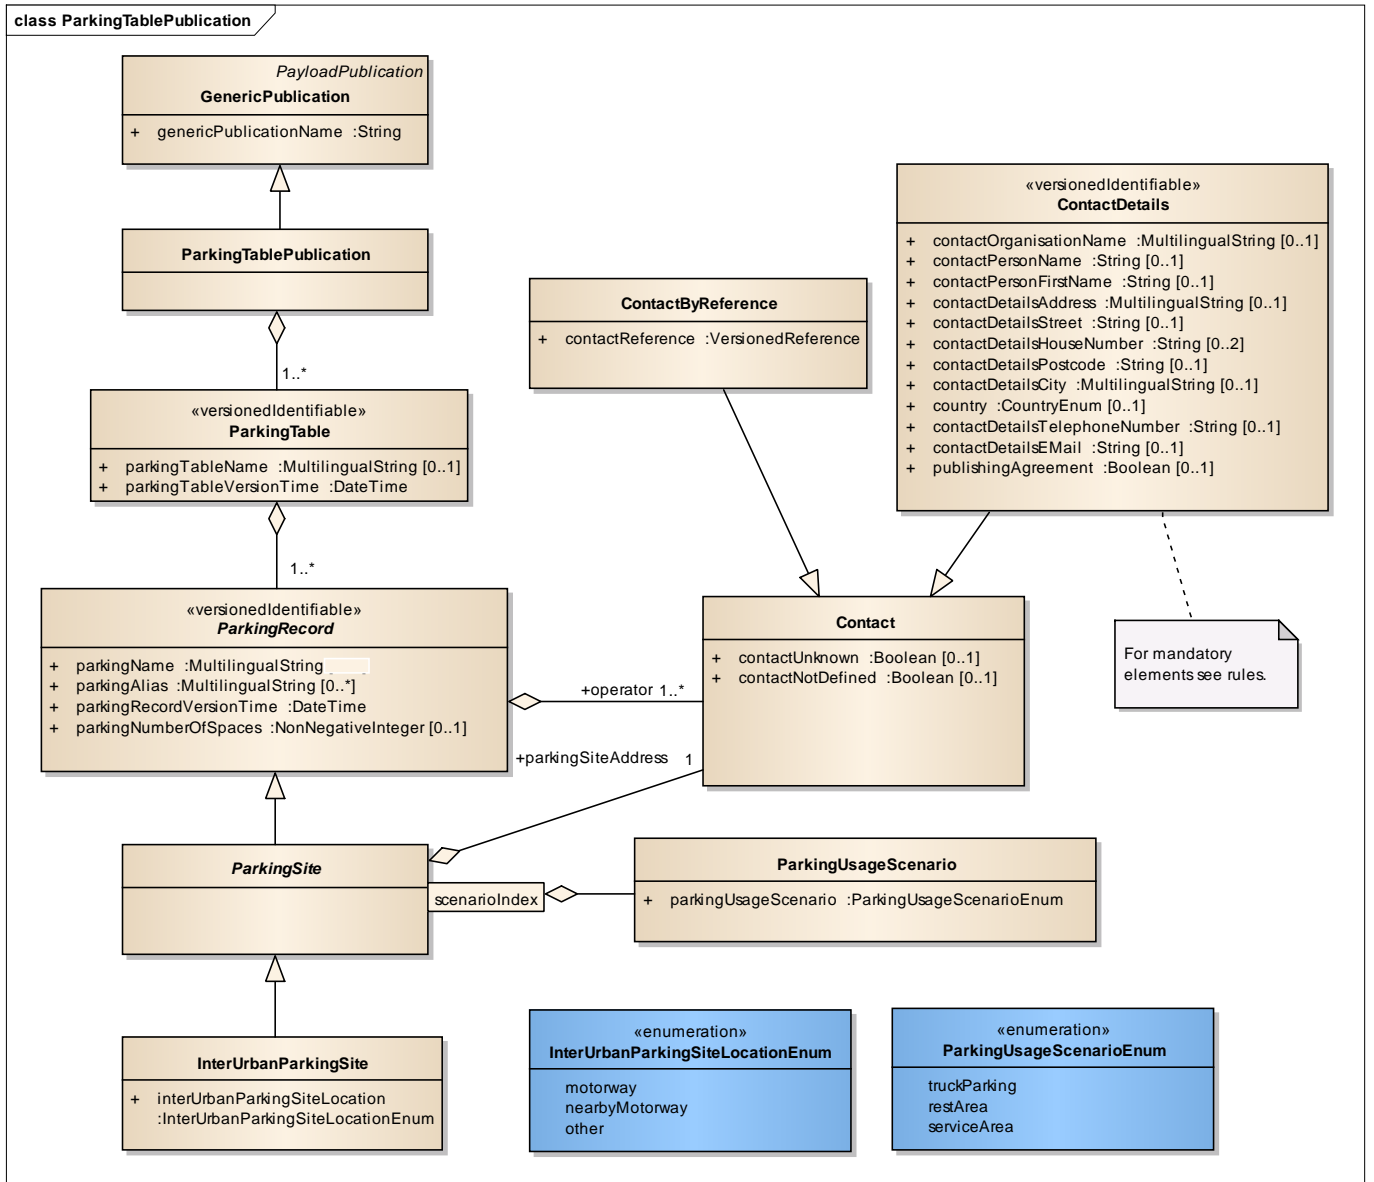 class ParkingTablePublication
PayloadPublication
GenericPublication
+ genericPublicationName :String
ParkingTablePublication
1..*
«versionedIdentifiable»
ParkingTable
+ parkingTableName :MultilingualString [0..1]
+ parkingTableVersionTime :DateTime
1..*
«versionedIdentifiable»
ParkingRecord
+ parkingName :MultilingualString
+ parkingAlias :MultilingualString [0..*]
+ parkingRecordVersionTime :DateTime
+ parkingNumberOfSpaces :NonNegativeInteger [0..1]
ContactByReference
+ contactReference :VersionedReference
«versionedIdentifiable»
ContactDetails
+ contactOrganisationName :MultilingualString [0..1]
+ contactPersonName :String [0..1]
+ contactPersonFirstName :String [0..1]
+ contactDetailsAddress :MultilingualString [0..1]
+ contactDetailsStreet :String [0..1]
+ contactDetailsHouseNumber :String [0..2]
+ contactDetailsPostcode :String [0..1]
+ contactDetailsCity :MultilingualString [0..1]
+ country :CountryEnum [0..1]
+ contactDetailsTelephoneNumber :String [0..1]
+ contactDetailsEMail :String [0..1]
+ publishingAgreement :Boolean [0..1]
For mandatory
elements see rules.
Contact
+ contactUnknown :Boolean [0..1]
+ contactNotDefined :Boolean [0..1]
+operator 1..*
+parkingSiteAddress 1
ParkingSite
scenarioIndex
ParkingUsageScenario
+ parkingUsageScenario :ParkingUsageScenarioEnum
InterUrbanParkingSite
+ interUrbanParkingSiteLocation
:InterUrbanParkingSiteLocationEnum
«enumeration»
InterUrbanParkingSiteLocationEnum
motorway
nearbyMotorway
other
«enumeration»
ParkingUsageScenarioEnum
truckParking
restArea
serviceArea